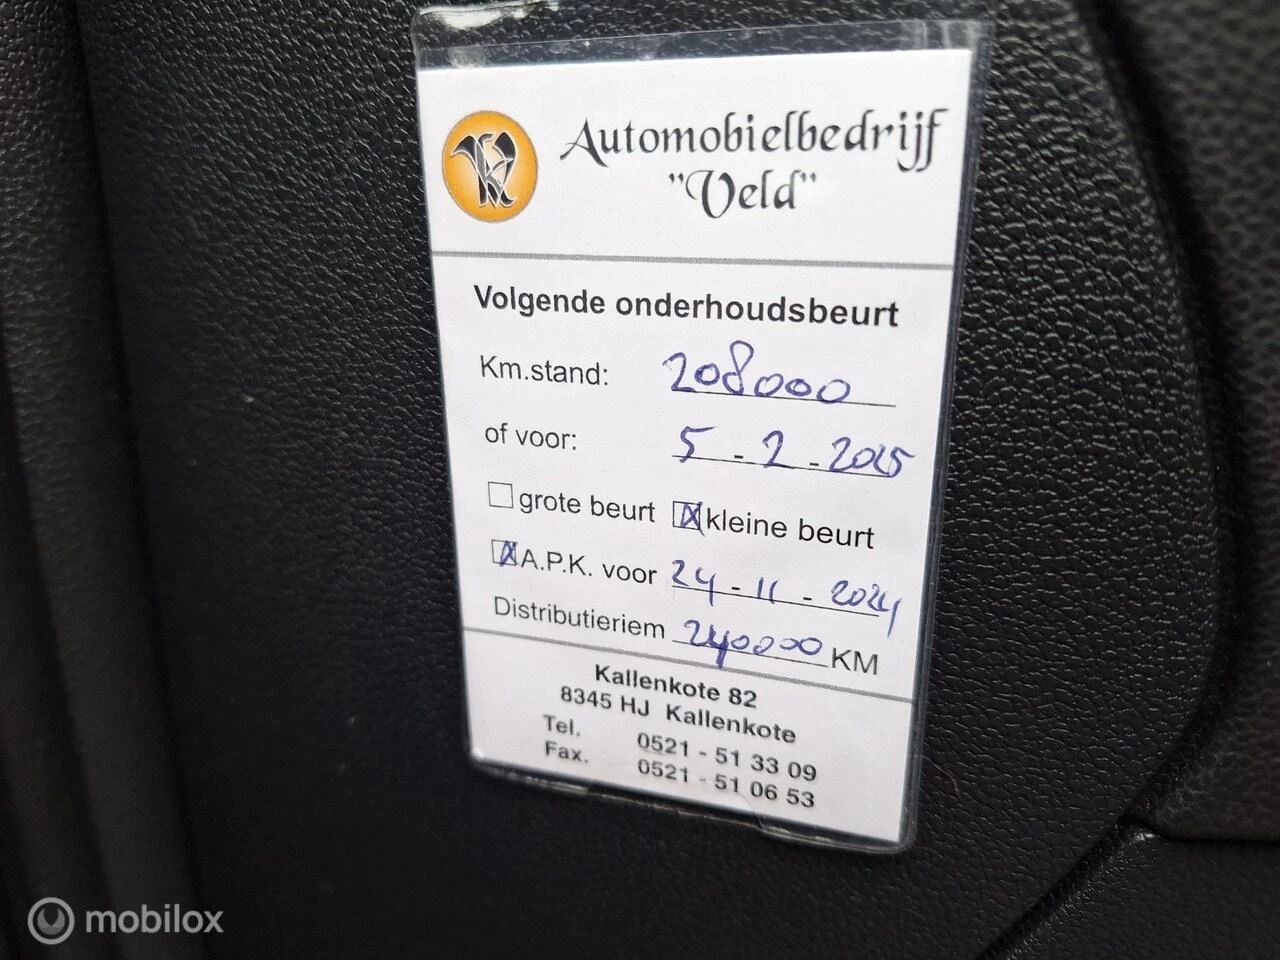 Automobielbedrijf
"Veld"
Volgende onderhoudsbeurt
Km.stand: 208000
of voor: 5-2-2025
grote beurt X kleine beurt
X A.P.K. voor 24-11-2024
Distributieriem 240000 KM
Kallenkote 82
8345 HJ Kallenkote
Tel. 0521 - 51 33 09
Fax. 0521 - 51 06 53
mobilox